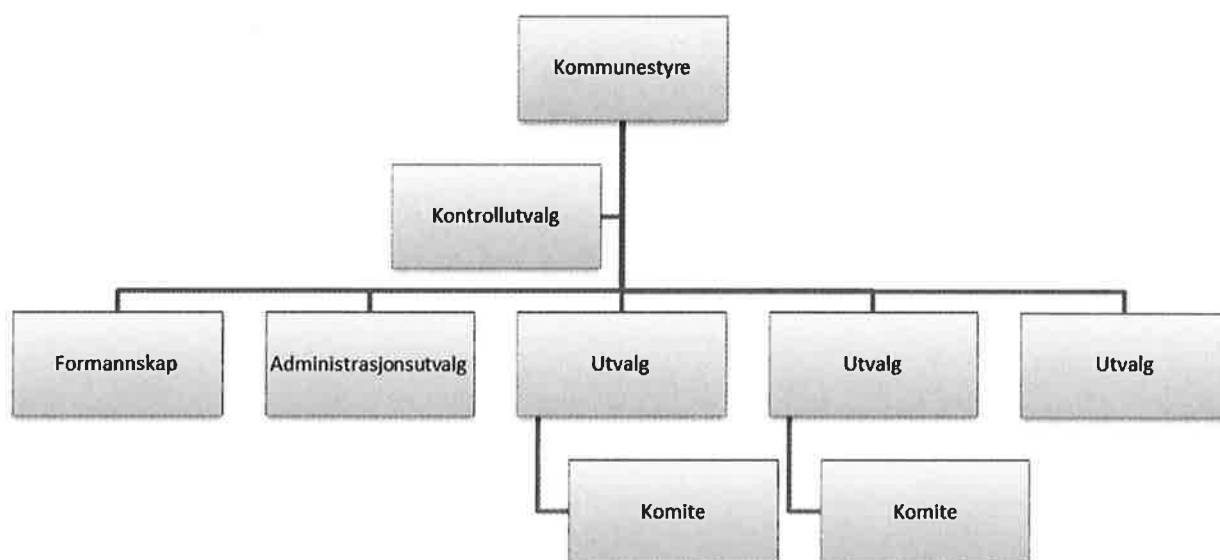 Kommunestyre
Kontrollutvalg
Formannskap
Administrasjonsutvalg
Utvalg
Utvalg
Utvalg
Komite
Komite